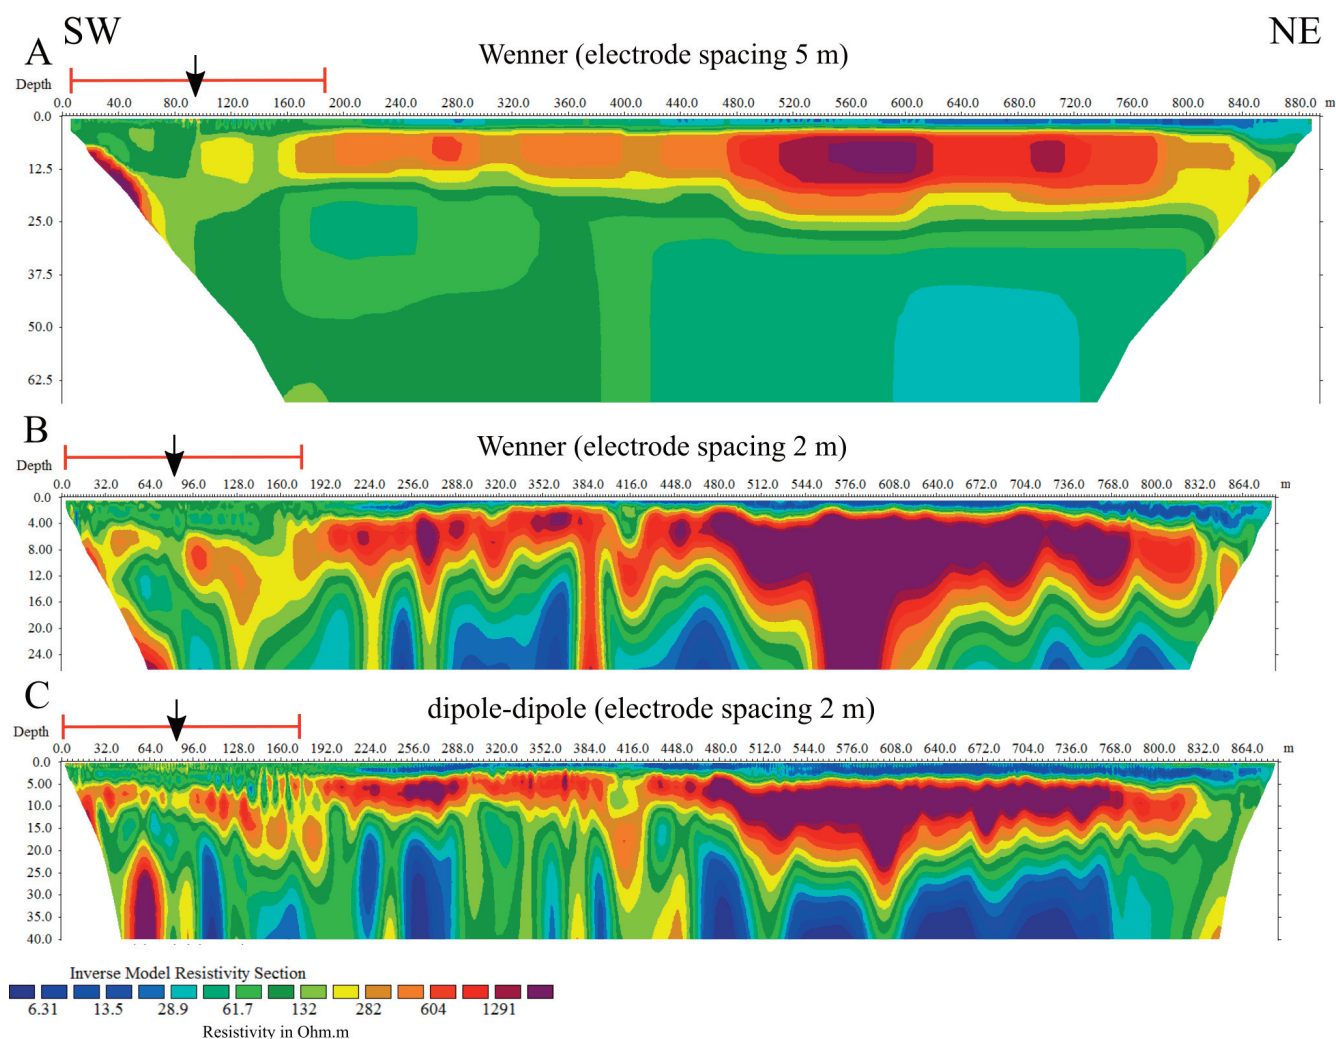 SW
NE
A
Wenner (electrode spacing 5 m)
Depth
0.0 40.0 80.0 120.0 160.0 200.0 240.0 280.0 320.0 360.0 400.0 440.0 480.0 520.0 560.0 600.0 640.0 680.0 720.0 760.0 800.0 840.0 880.0 m
0.0
12.5
25.0
37.5
50.0
62.5
B
Wenner (electrode spacing 2 m)
Depth
0.0 32.0 64.0 96.0 128.0 160.0 192.0 224.0 256.0 288.0 320.0 352.0 384.0 416.0 448.0 480.0 512.0 544.0 576.0 608.0 640.0 672.0 704.0 736.0 768.0 800.0 832.0 864.0 m
0.0
4.00
8.00
12.0
16.0
20.0
24.0
C
dipole-dipole (electrode spacing 2 m)
Depth
0.0 32.0 64.0 96.0 128.0 160.0 192.0 224.0 256.0 288.0 320.0 352.0 384.0 416.0 448.0 480.0 512.0 544.0 576.0 608.0 640.0 672.0 704.0 736.0 768.0 800.0 832.0 864.0 m
0.0
5.00
10.0
15.0
20.0
25.0
30.0
35.0
40.0
Inverse Model Resistivity Section
6.31 13.5 28.9 61.7 132 282 604 1291
Resistivity in Ohm.m